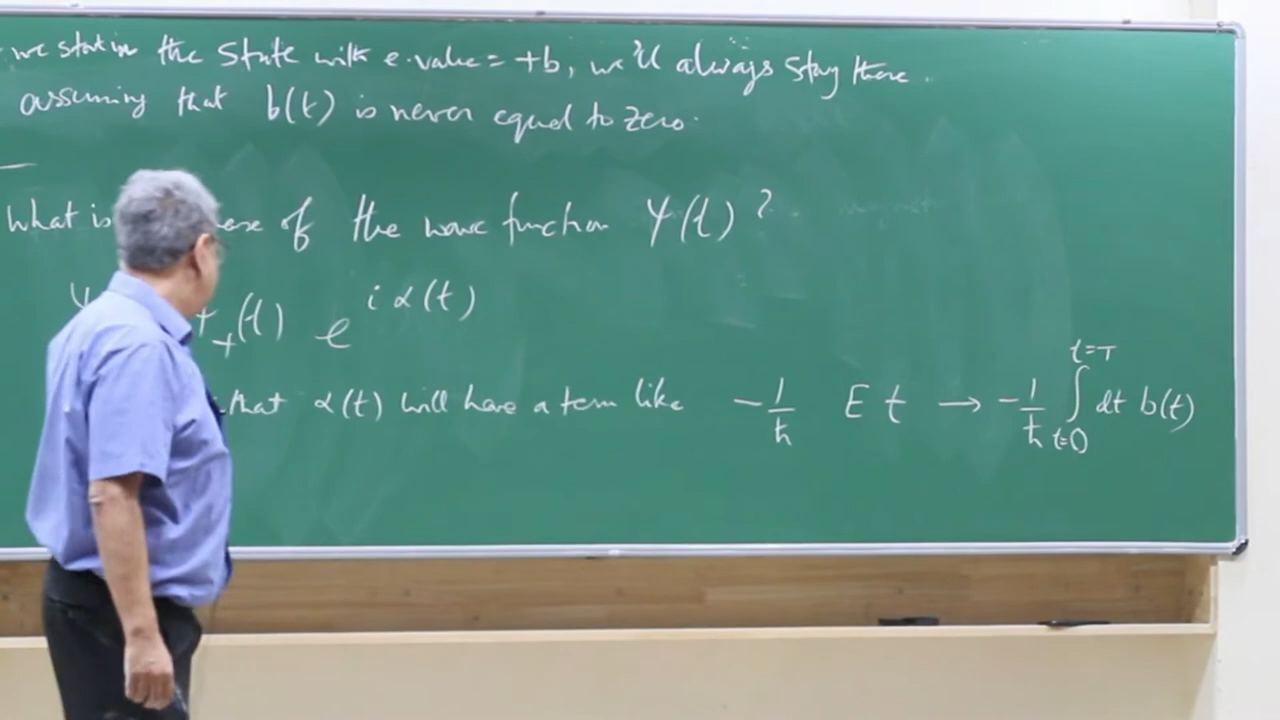 we start in the state with e.value = +b, we'll always stay there.
assuming that b(t) is never equal to zero.
What is of the wave function ψ(t)?
ψ ₊(t) e^{iα(t)}
that α(t) will have a term like -1/ħ E t → -1/ħ ∫_{t=0}^{t=T} dt b(t)